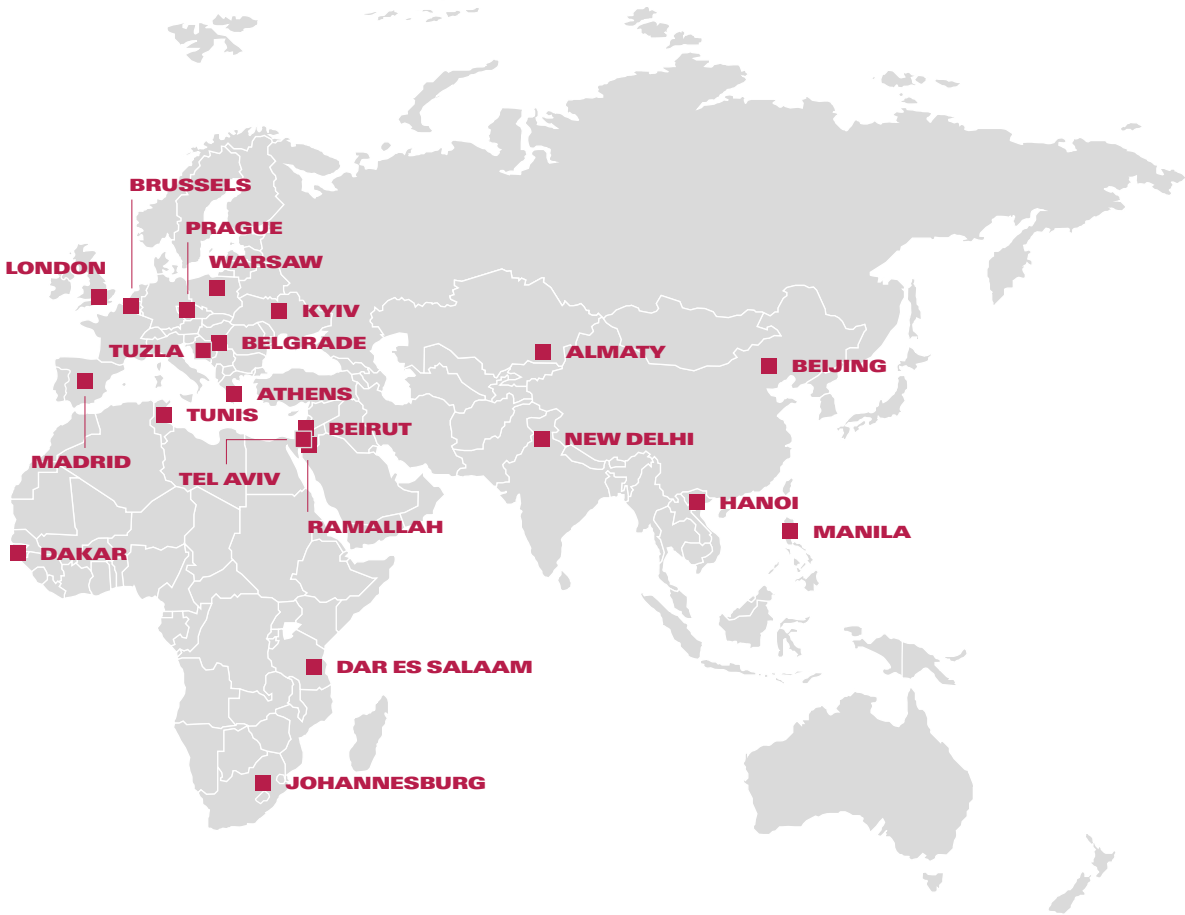 BRUSSELS
PRAGUE
WARSAW
LONDON
KYIV
BELGRADE
TUZLA
ALMATY
BEIJING
ATHENS
TUNIS
BEIRUT
NEW DELHI
MADRID
TEL AVIV
HANOI
RAMALLAH
MANILA
DAKAR
DAR ES SALAAM
JOHANNESBURG